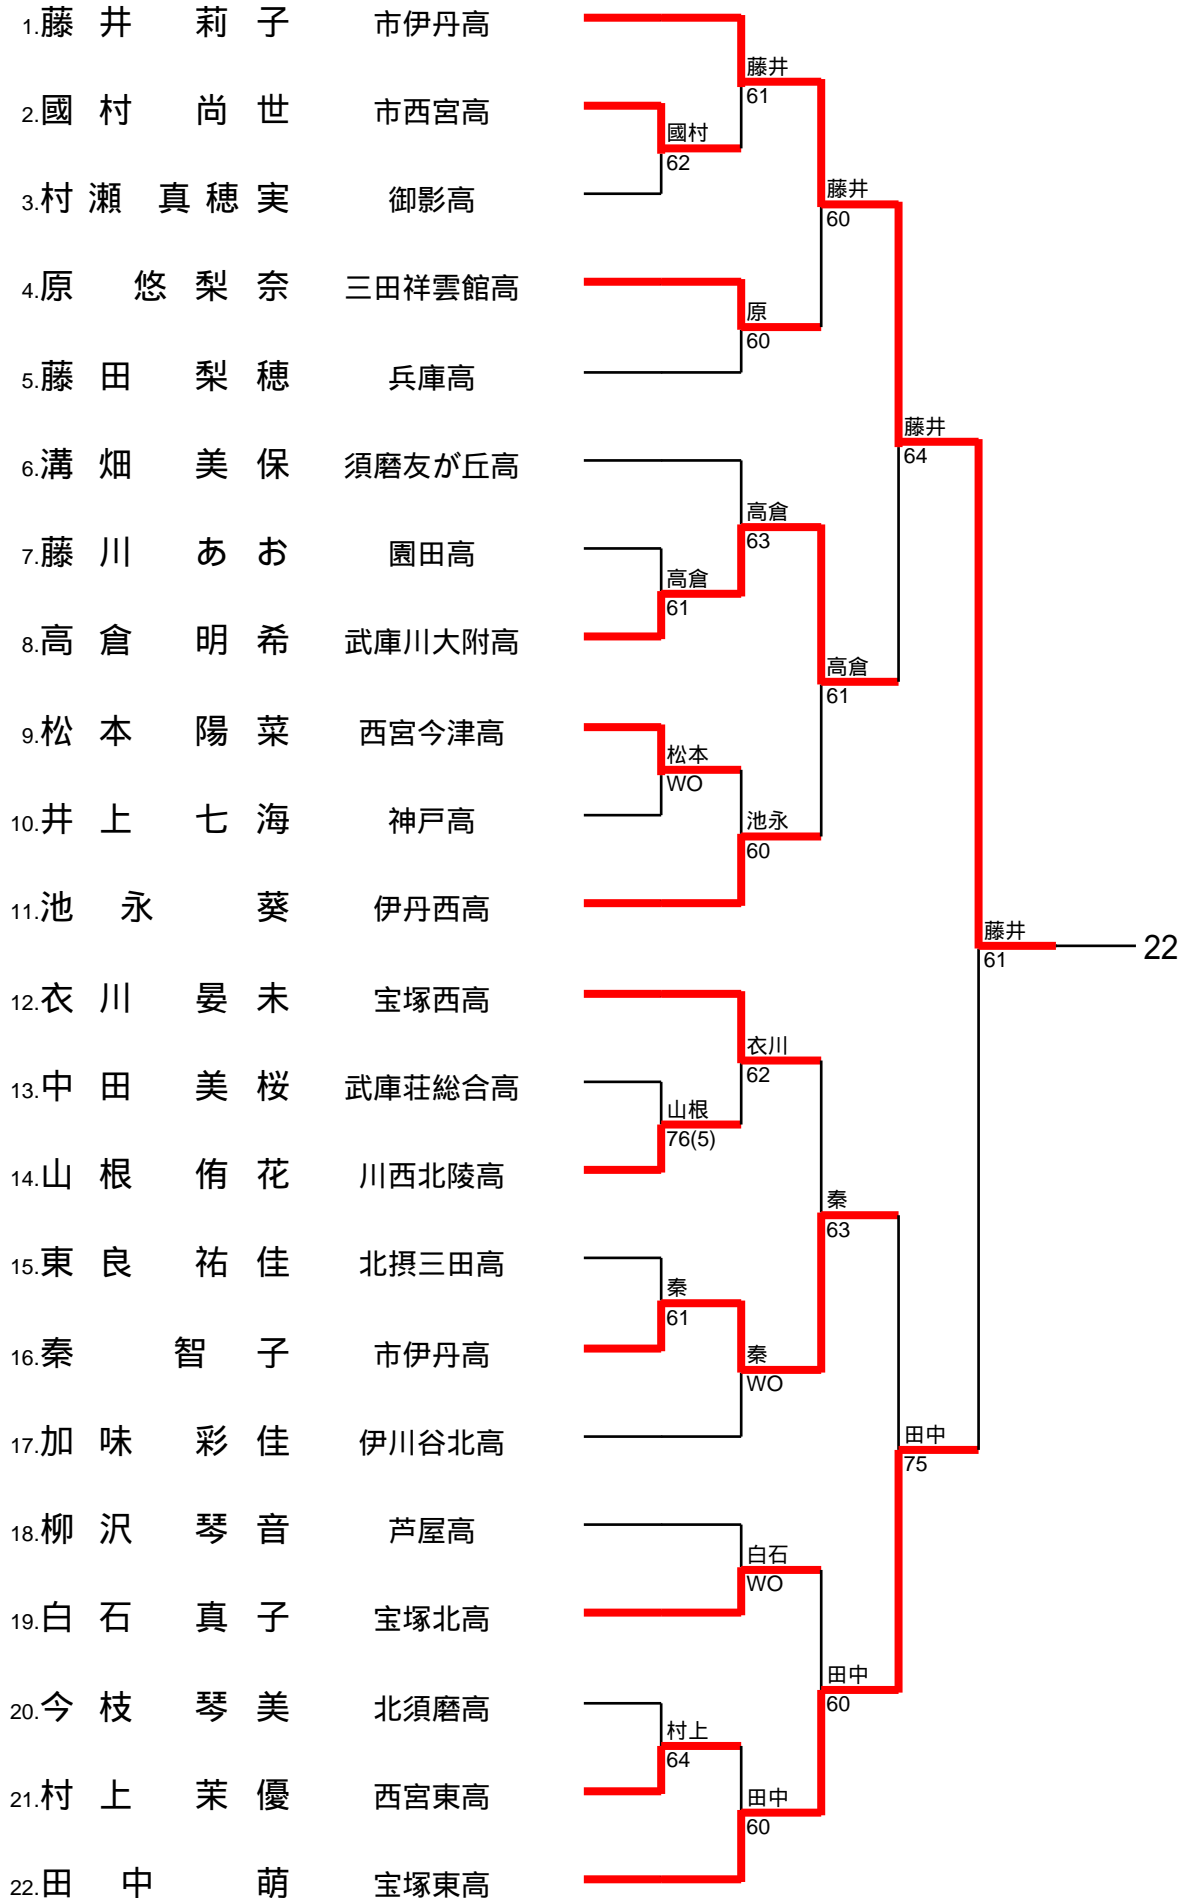 1.藤井 莉子 市伊丹高
藤井
61
2.國村 尚世 市西宮高
國村
62
3.村瀬 真穂実 御影高
藤井
60
4.原 悠梨奈 三田祥雲館高
原
60
5.藤田 梨穂 兵庫高
藤井
64
6.溝畑 美保 須磨友が丘高
高倉
63
7.藤川 あお 園田高
高倉
61
8.高倉 明希 武庫川大附高
高倉
61
9.松本 陽菜 西宮今津高
松本
WO
10.井上 七海 神戸高
池永
60
11.池永 葵 伊丹西高
藤井
61
22
12.衣川 晏未 宝塚西高
衣川
62
13.中田 美桜 武庫荘総合高
山根
76(5)
14.山根 侑花 川西北陵高
秦
63
15.東良 祐佳 北摂三田高
秦
61
16.秦 智子 市伊丹高
秦
WO
17.加味 彩佳 伊川谷北高
田中
75
18.柳沢 琴音 芦屋高
白石
WO
19.白石 真子 宝塚北高
田中
60
20.今枝 琴美 北須磨高
村上
64
21.村上 茉優 西宮東高
田中
60
22.田中 萌 宝塚東高